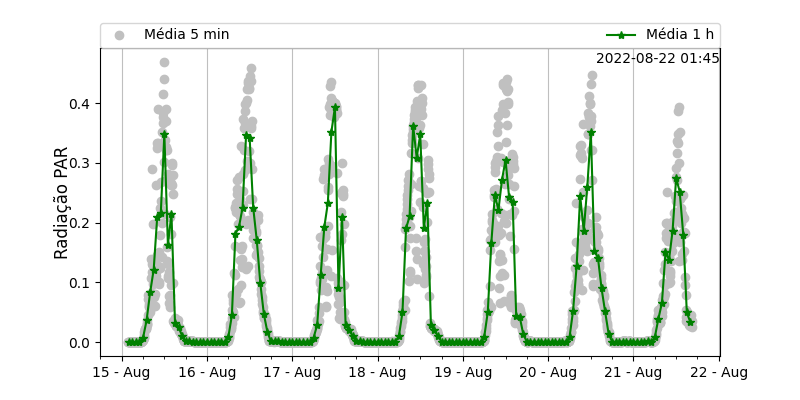 Média 5 min
Média 1 h
2022-08-22 01:45
Radiação PAR
0.4
0.3
0.2
0.1
0.0
15 - Aug
16 - Aug
17 - Aug
18 - Aug
19 - Aug
20 - Aug
21 - Aug
22 - Aug